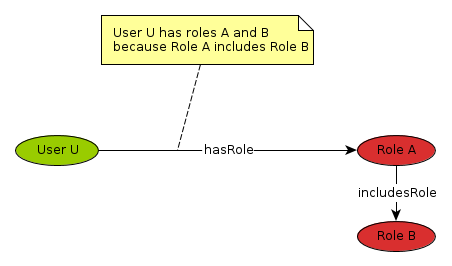 User U has roles A and B
because Role A includes Role B
User U
hasRole
Role A
includesRole
Role B